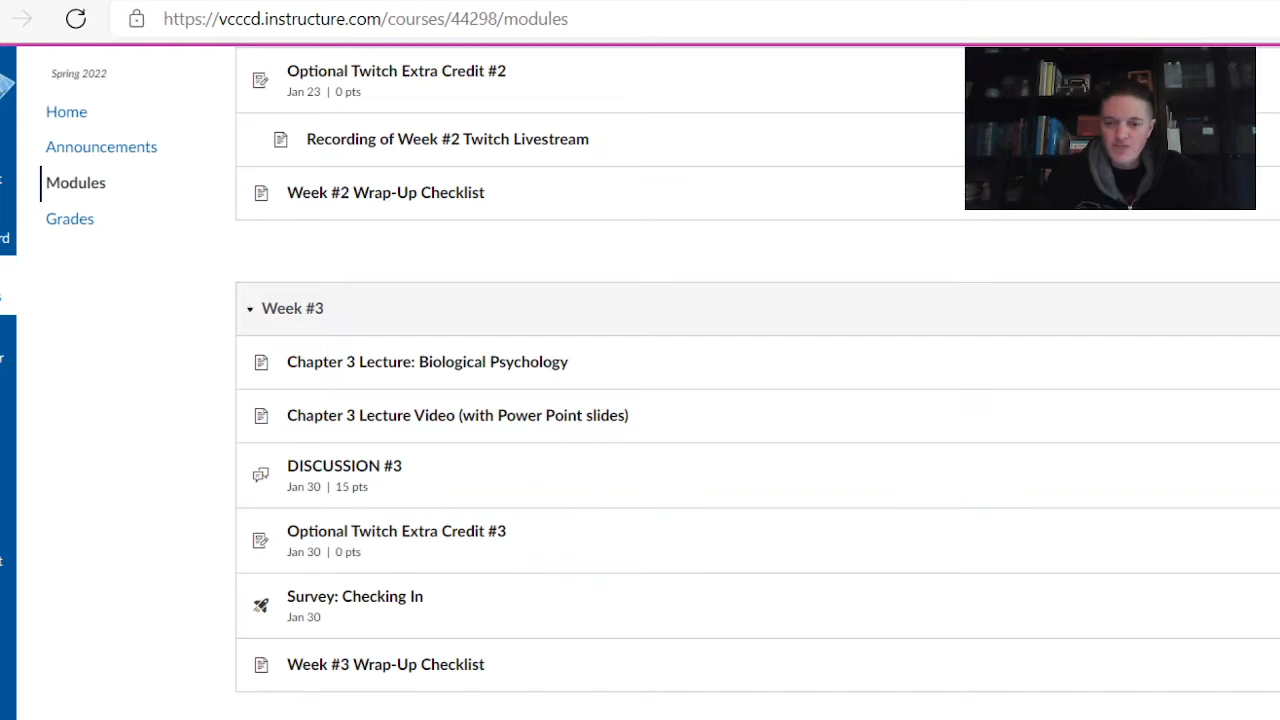 https://vcccd.instructure.com/courses/44298/modules
Spring 2022
Home
Announcements
Modules
Grades
rd
Optional Twitch Extra Credit #2
Jan 23 | 0 pts
Recording of Week #2 Twitch Livestream
Week #2 Wrap-Up Checklist
Week #3
Chapter 3 Lecture: Biological Psychology
Chapter 3 Lecture Video (with Power Point slides)
DISCUSSION #3
Jan 30 | 15 pts
Optional Twitch Extra Credit #3
Jan 30 | 0 pts
Survey: Checking In
Jan 30
Week #3 Wrap-Up Checklist